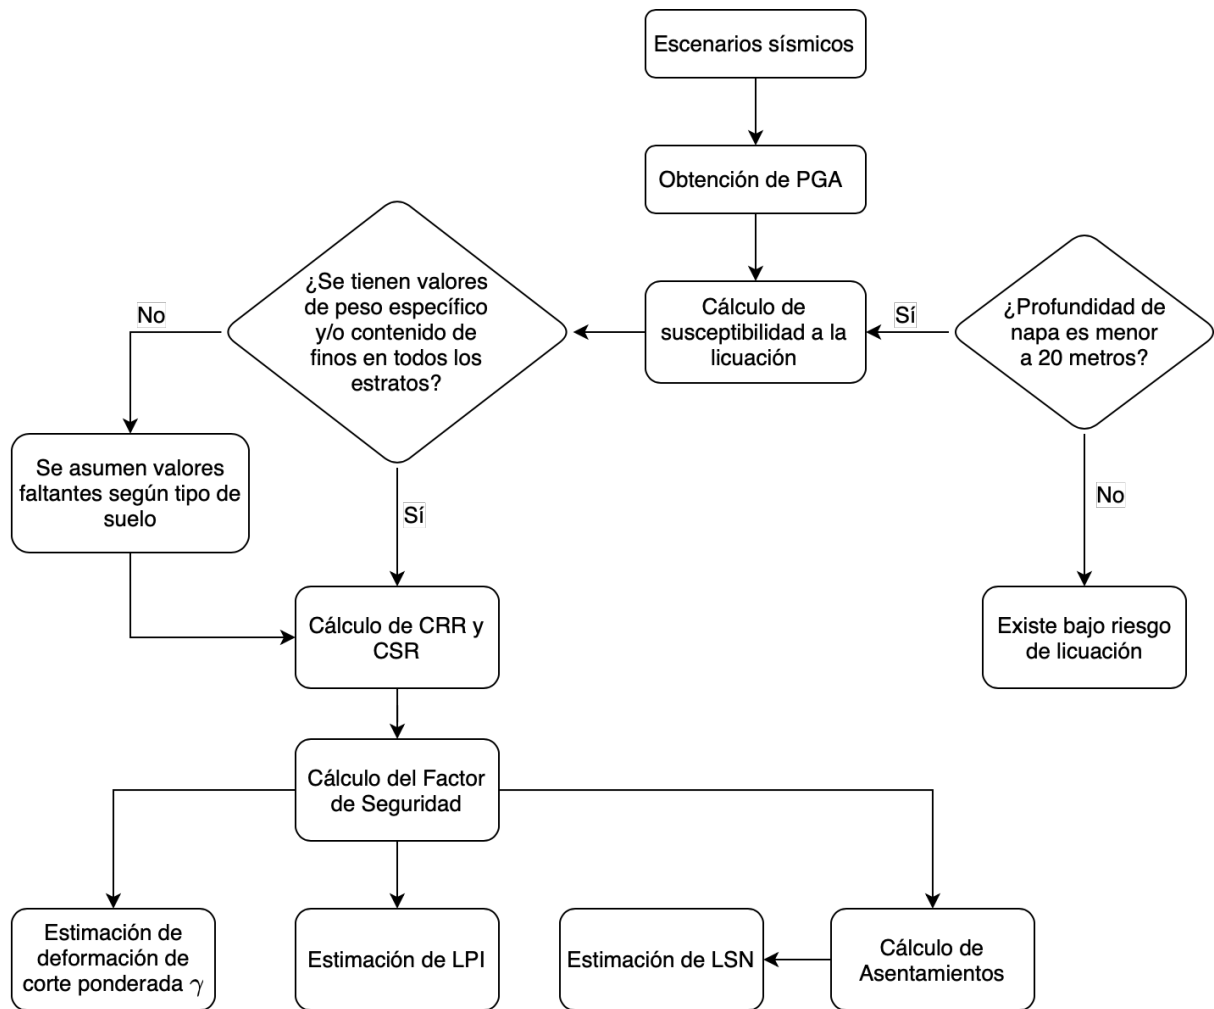 Escenarios sísmicos
Obtención de PGA
¿Se tienen valores
de peso específico
y/o contenido de
finos en todos los
estratos?
Cálculo de
susceptibilidad a la
licuación
¿Profundidad de
napa es menor
a 20 metros?
No
Sí
Se asumen valores
faltantes según tipo de
suelo
Sí
No
Cálculo de CRR y
CSR
Existe bajo riesgo
de licuación
Cálculo del Factor
de Seguridad
Estimación de
deformación de
corte ponderada γ
Estimación de LPI
Estimación de LSN
Cálculo de
Asentamientos